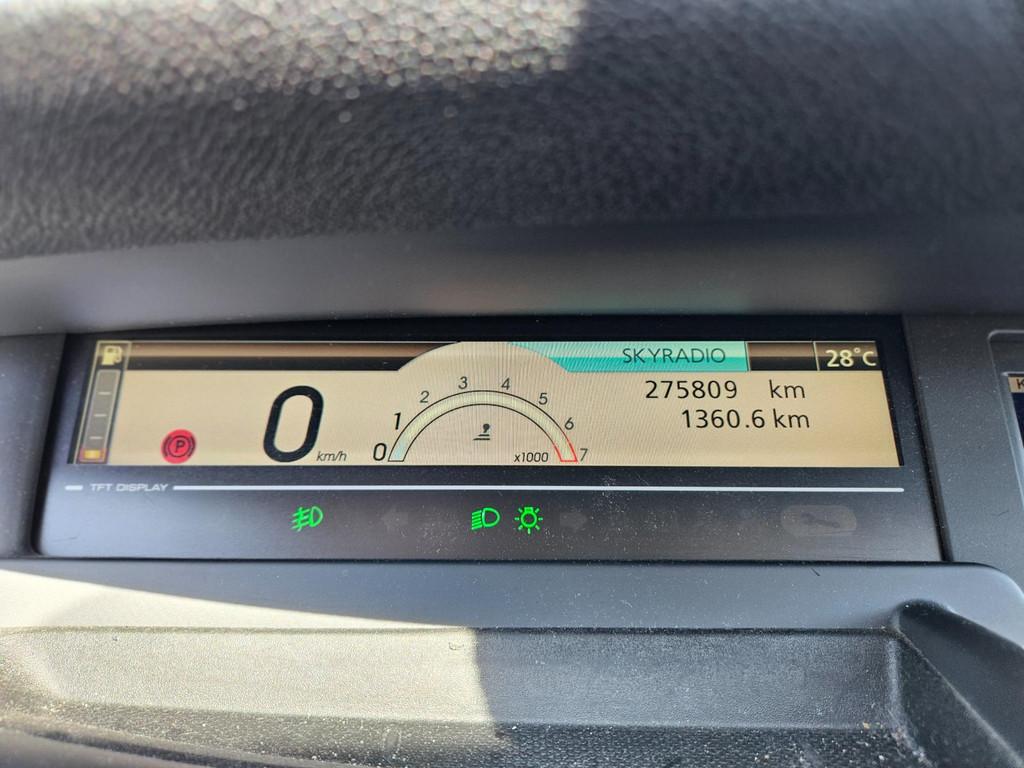 SKYRADIO
28°C
275809 km
1360.6 km
0 km/h
0 1 2 3 4 5 6 7
x1000
P
TFT DISPLAY
K